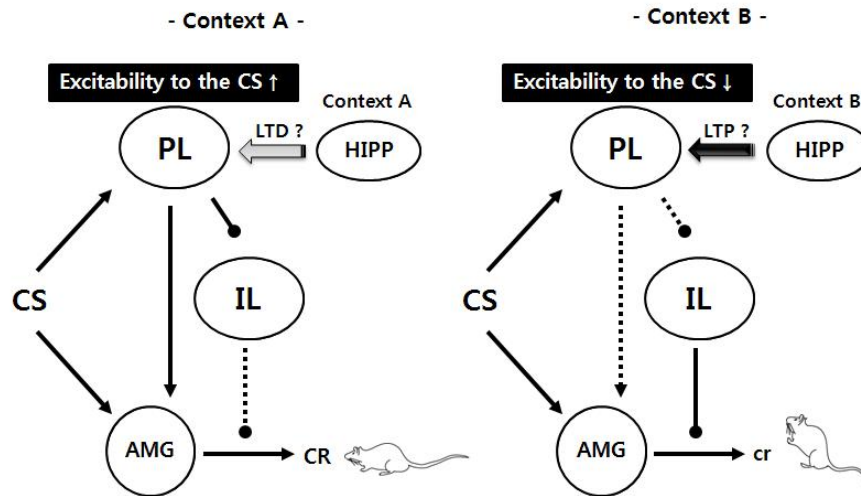 - Context A -
Excitability to the CS ↑
Context A
LTD ?
PL
HIPP
CS
IL
AMG
CR
- Context B -
Excitability to the CS ↓
Context B
LTP ?
PL
HIPP
CS
IL
AMG
cr